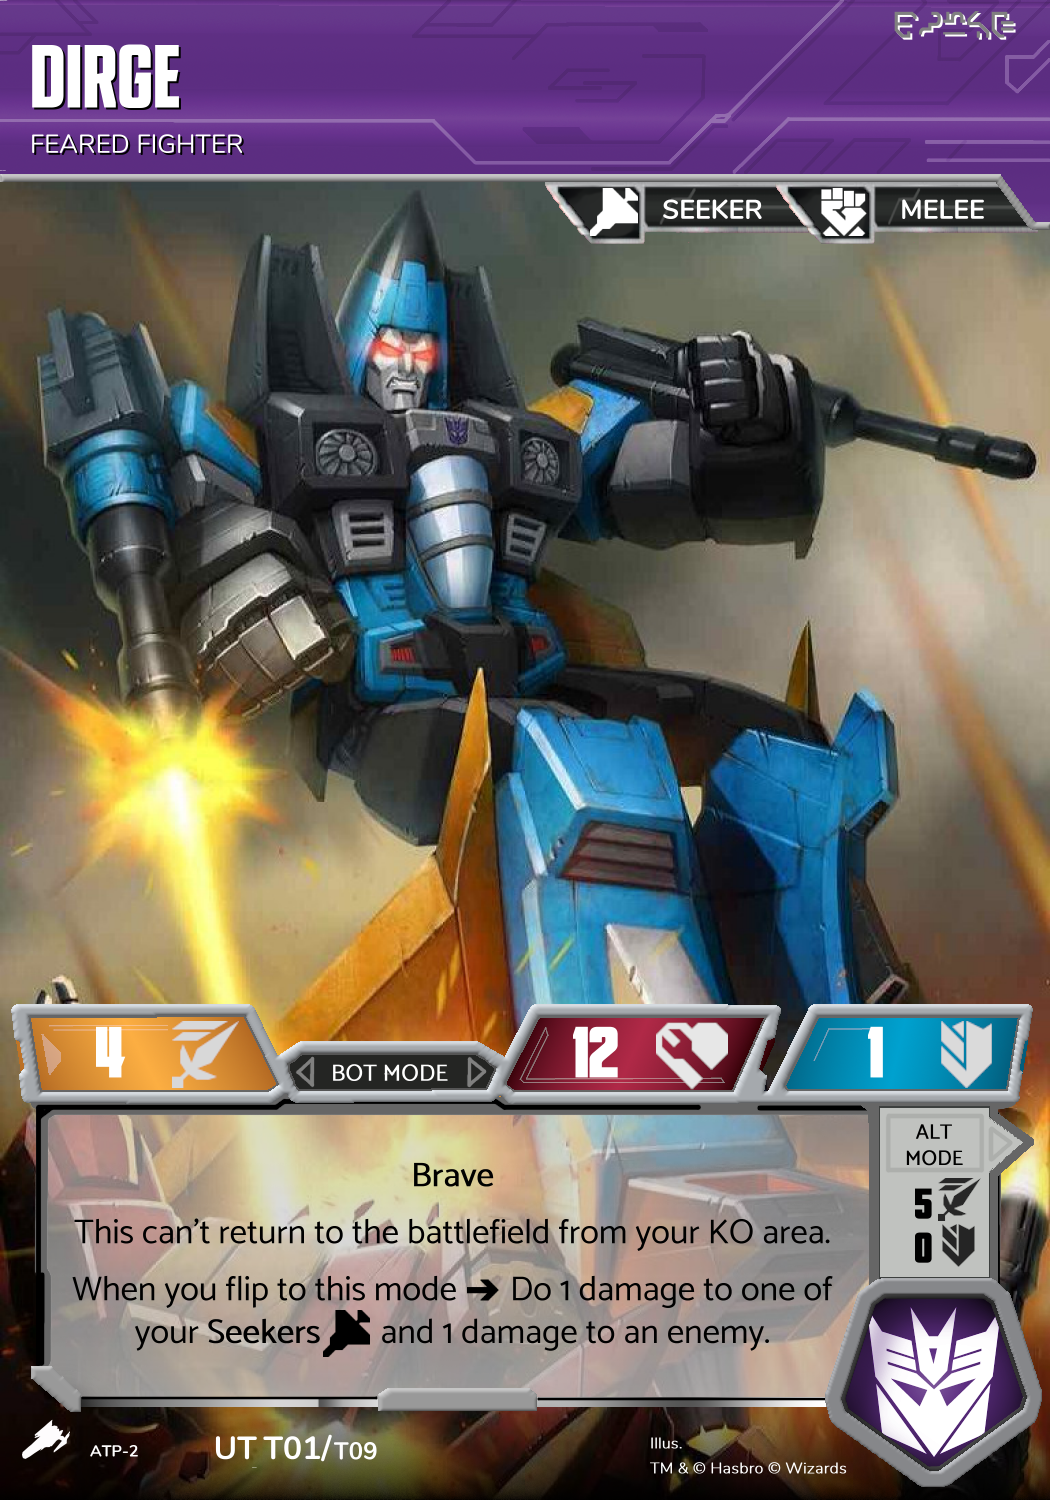 DIRGE
FEARED FIGHTER
SEEKER
MELEE
4
12
1
BOT MODE
ALT
MODE
5
0
Brave
This can't return to the battlefield from your KO area.
When you flip to this mode ➔ Do 1 damage to one of
your Seekers and 1 damage to an enemy.
ATP-2
UT T01/T09
Illus.
TM & © Hasbro © Wizards